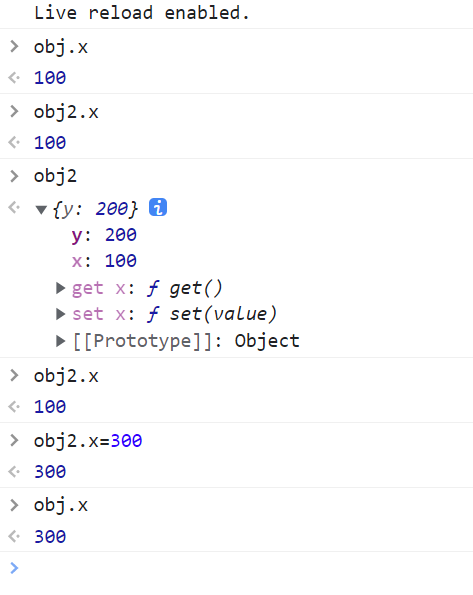 Live reload enabled.
> obj.x
<· 100
> obj2.x
<· 100
> obj2
<· ▼{y: 200} i
y: 200
x: 100
▶get x: ƒ get()
▶set x: ƒ set(value)
▶[[Prototype]]: Object
> obj2.x
<· 100
> obj2.x=300
<· 300
> obj.x
<· 300
>